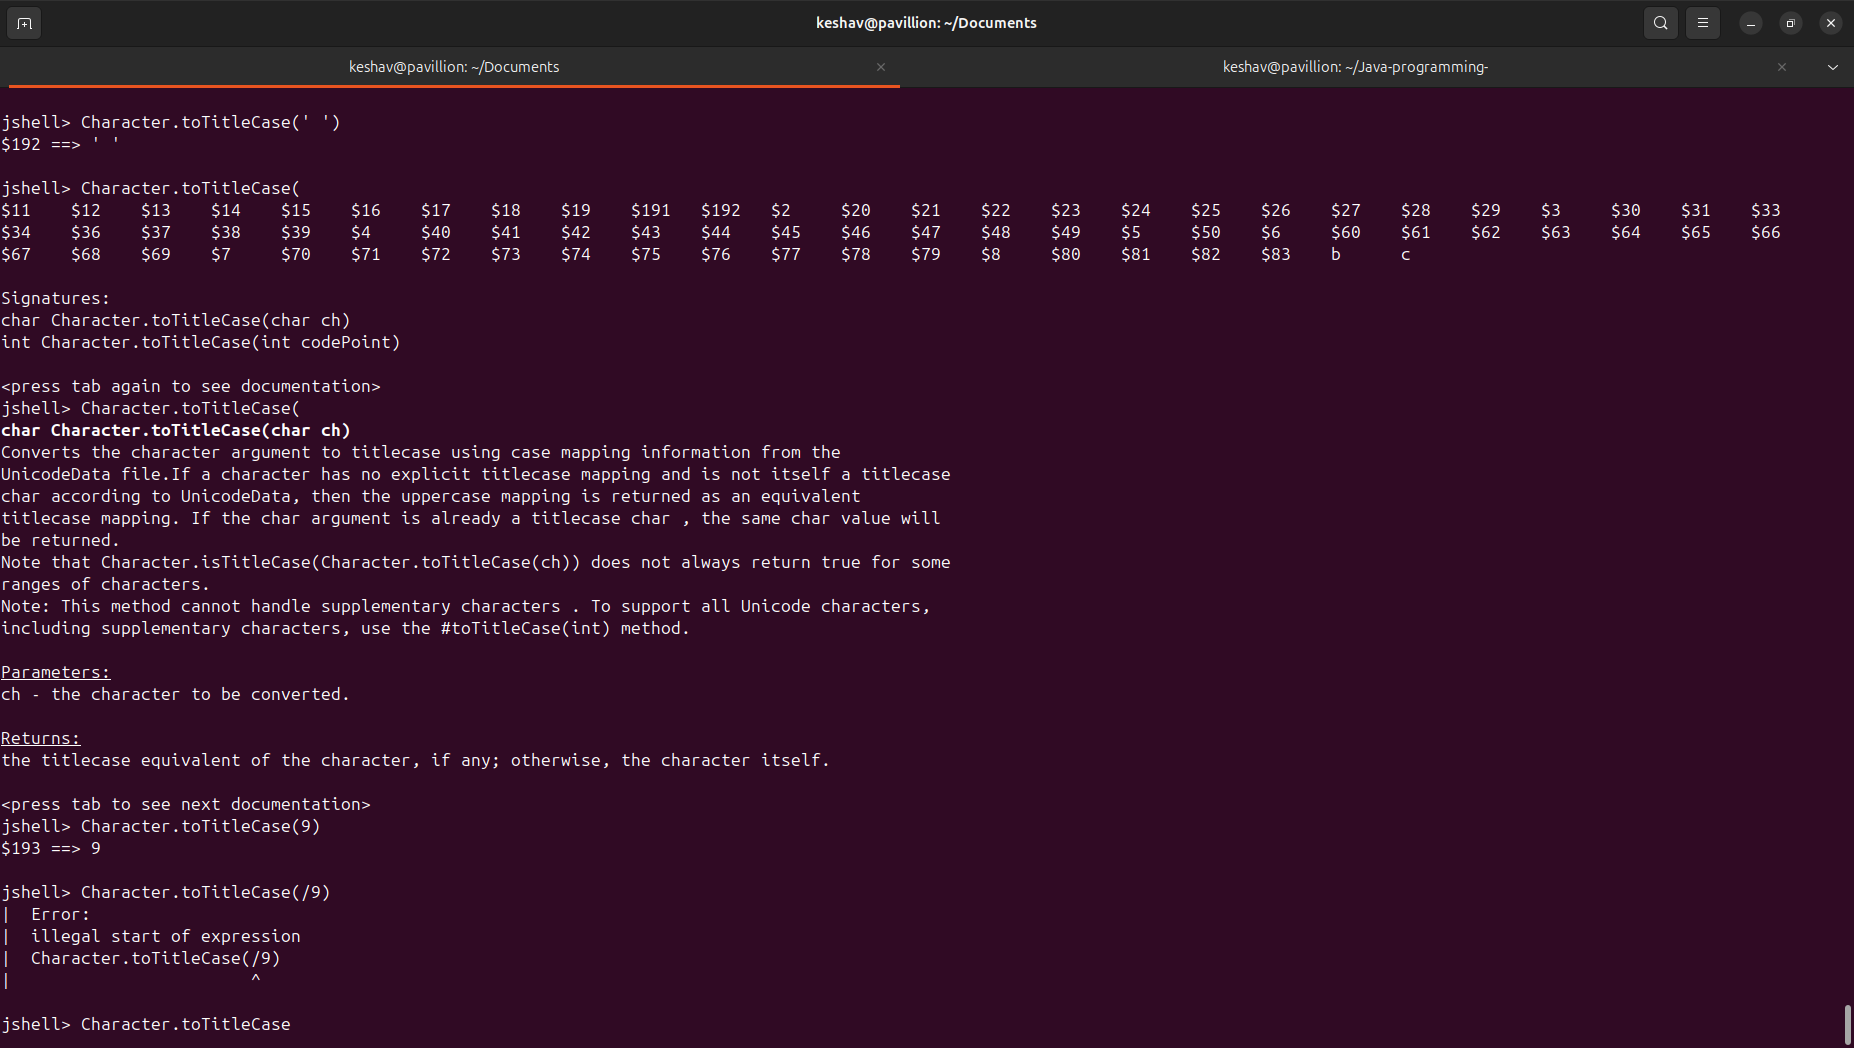 keshav@pavillion: ~/Documents
keshav@pavillion: ~/Documents
keshav@pavillion: ~/Java-programming-
jshell> Character.toTitleCase(' ')
$192 ==> ' '
jshell> Character.toTitleCase(
$11 $12 $13 $14 $15 $16 $17 $18 $19 $191 $192 $2 $20 $21 $22 $23 $24 $25 $26 $27 $28 $29 $3 $30 $31 $33
$34 $36 $37 $38 $39 $4 $40 $41 $42 $43 $44 $45 $46 $47 $48 $49 $5 $50 $6 $60 $61 $62 $63 $64 $65 $66
$67 $68 $69 $7 $70 $71 $72 $73 $74 $75 $76 $77 $78 $79 $8 $80 $81 $82 $83 b c
Signatures:
char Character.toTitleCase(char ch)
int Character.toTitleCase(int codePoint)
<press tab again to see documentation>
jshell> Character.toTitleCase(
char Character.toTitleCase(char ch)
Converts the character argument to titlecase using case mapping information from the
UnicodeData file.If a character has no explicit titlecase mapping and is not itself a titlecase
char according to UnicodeData, then the uppercase mapping is returned as an equivalent
titlecase mapping. If the char argument is already a titlecase char , the same char value will
be returned.
Note that Character.isTitleCase(Character.toTitleCase(ch)) does not always return true for some
ranges of characters.
Note: This method cannot handle supplementary characters . To support all Unicode characters,
including supplementary characters, use the #toTitleCase(int) method.
Parameters:
ch - the character to be converted.
Returns:
the titlecase equivalent of the character, if any; otherwise, the character itself.
<press tab to see next documentation>
jshell> Character.toTitleCase(9)
$193 ==> 9
jshell> Character.toTitleCase(/9)
| Error:
| illegal start of expression
| Character.toTitleCase(/9)
| ^
jshell> Character.toTitleCase